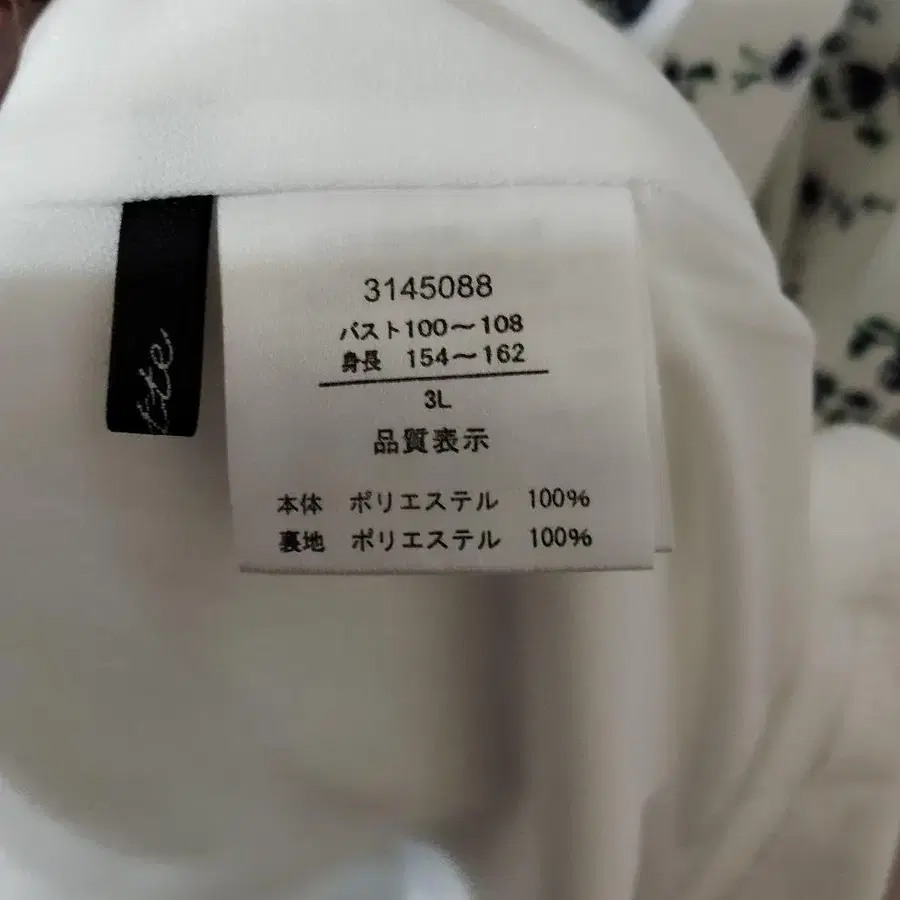 3145088
バスト100〜108
身長 154〜162
3L
品質表示
本体 ポリエステル 100%
裏地 ポリエステル 100%